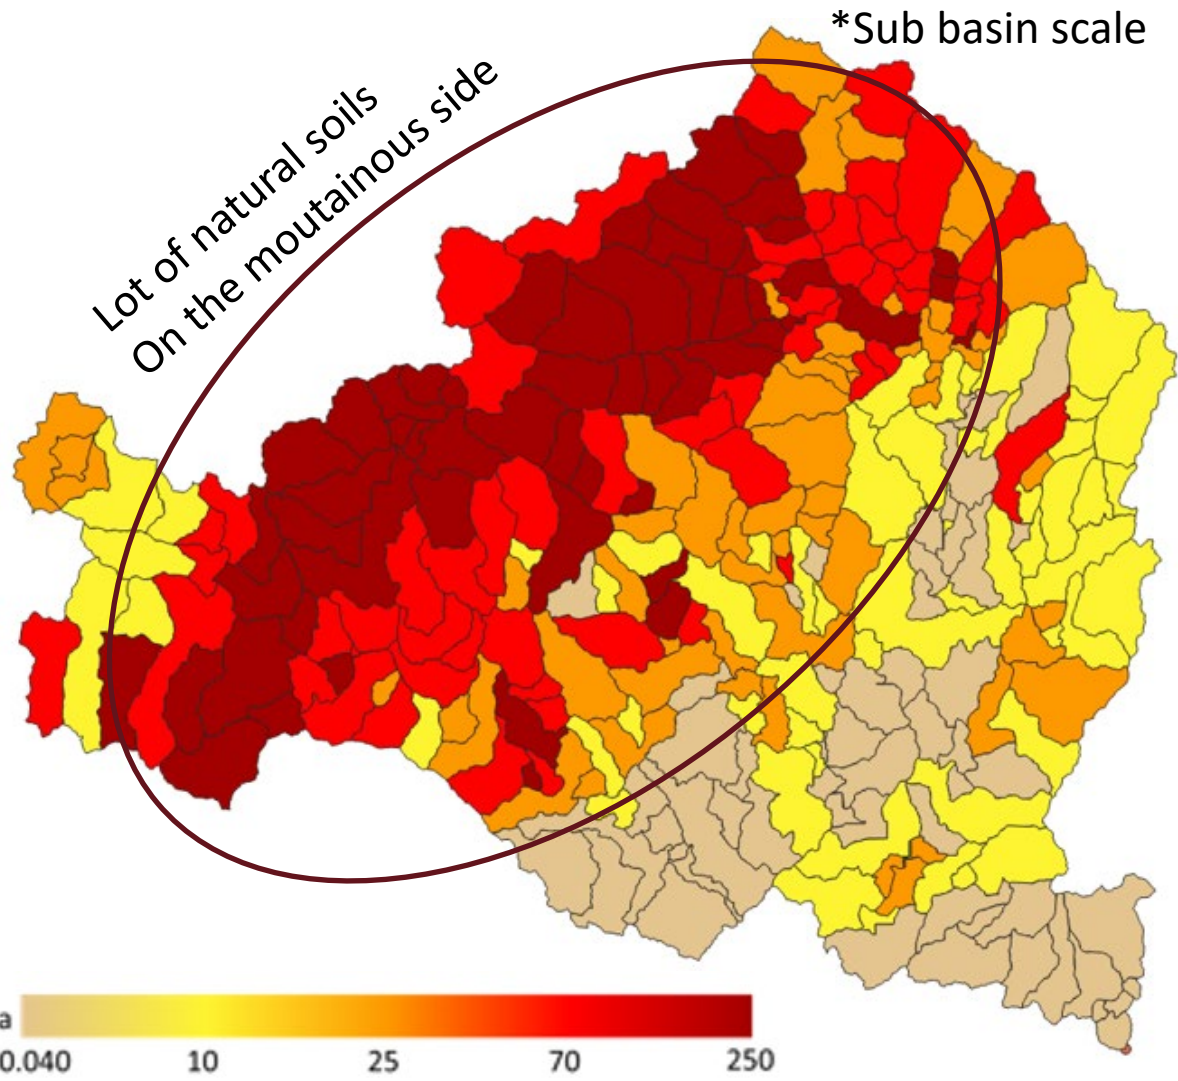 *Sub basin scale
Lot of natural soils
On the moutainous side
a
0.040 10 25 70 250